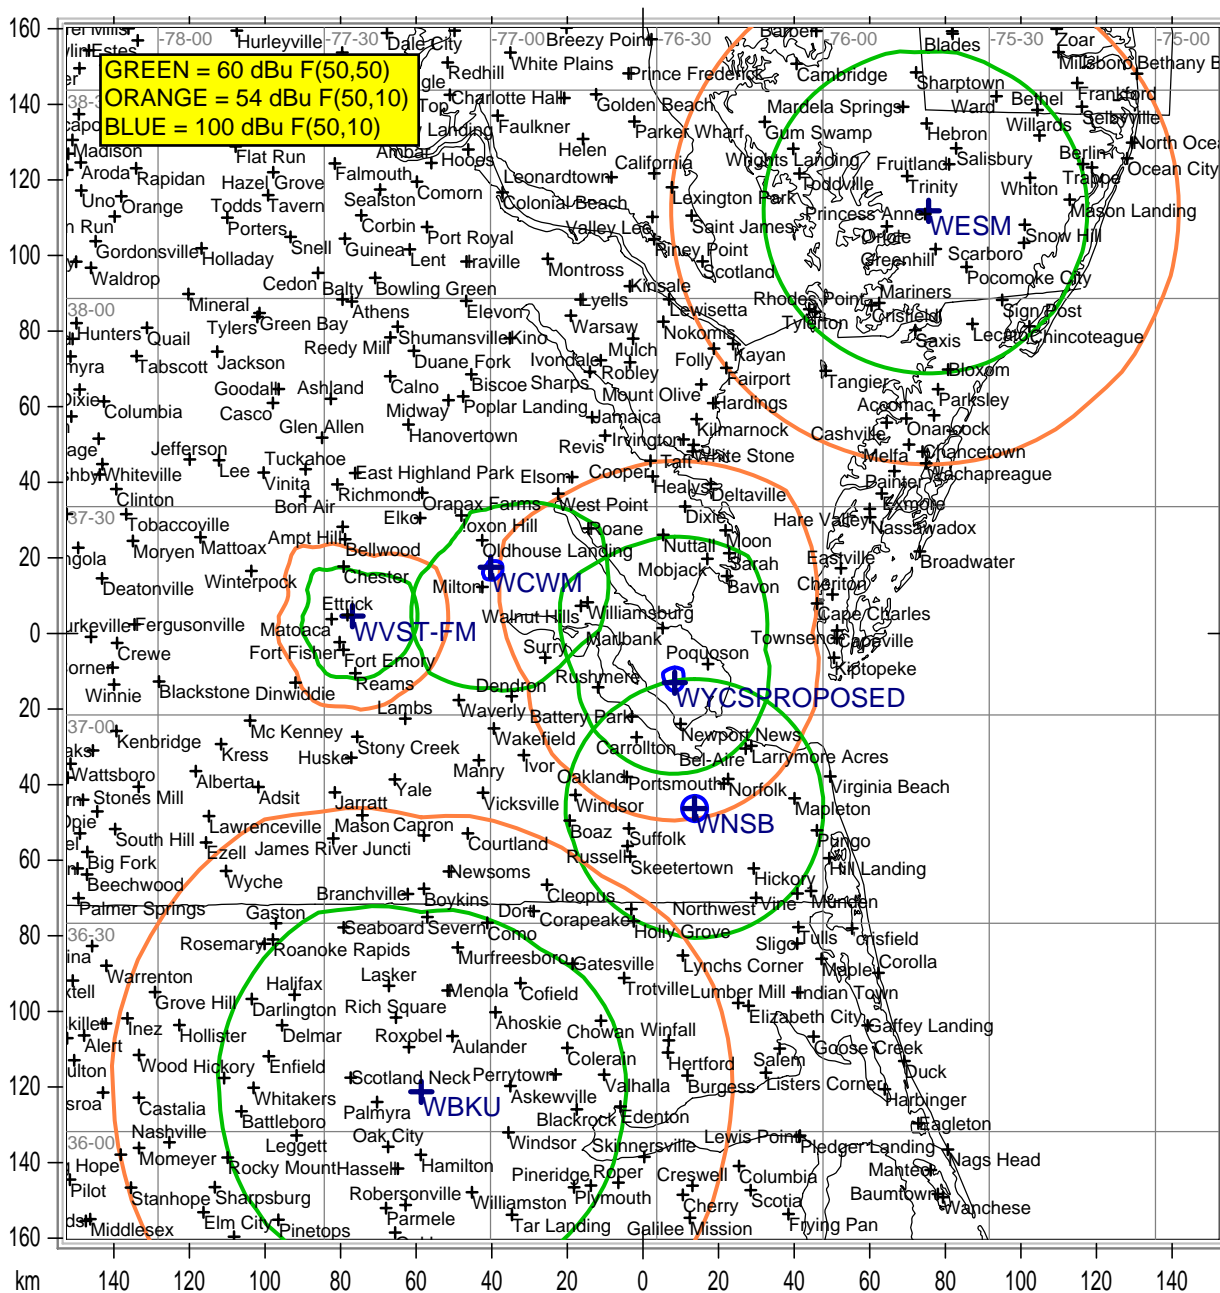 160
-78-00
Hurleyville
-77-30
Dale City
-77-00
Breezy Point
-76-30
-76-00
Blades
-75-30
Zoar
-75-00
White Plains
Redhill
Prince Frederick
Cambridge
Sharptown
Millsboro
GREEN = 60 dBu F(50,50)
ORANGE = 54 dBu F(50,10)
BLUE = 100 dBu F(50,10)
140
Charlotte Hall
Golden Beach
Mardela Springs
Ward
Bethel
Frankford
Faulkner
Parker Wharf
Gum Swamp
Hebron
Willards
Selbyville
Madison
Flat Run
Hooes
Helen
California
Wrights Landing
Salisbury
Berlin
120
Aroda
Rapidan
Hazel Grove
Falmouth
Comorn
Leonardtown
Lexington Park
Toddville
Fruitland
Trinity
Whiton
Trappe
Ocean City
Uno
Orange
Todds Tavern
Sealston
Colonial Beach
Saint James
Princess Anne
WESM
Mason Landing
Porters
Corbin
Port Royal
Valley Lee
Oriole
Snow Hill
Gordonsville
Holladay
Snell
Guinea
Lent
Piney Point
Greenhill
Scarboro
100
Waldrop
Cedon
Bowling Green
Montross
Scotland
Pocomoke City
Mineral
Balty
Athens
Elevon
Lyells
Kinsale
Lewisetta
Rhodes Point
Mariners
Crisfield
Sign Post
38-00
80
Hunters
Quail
Tylers
Green Bay
Shumansville
Kino
Warsaw
Nokomis
Tylerton
Saxis
Chincoteague
Tabscott
Jackson
Reedy Mill
Duane Fork
Ivondale
Mulch
Folly
Kayan
Goodall
Ashland
Calno
Biscoe
Sharps
Robley
Fairport
Tangier
Bloxom
60
Columbia
Casco
Midway
Poplar Landing
Jamaica
Mount Olive
Hardings
Accomac
Parksley
Glen Allen
Hanovertown
Revis
Irvington
Kilmarnock
Cashville
Onancock
Jefferson
Tuckahoe
White Stone
Melfa
Chancetown
Whiteville
Lee
Vinita
East Highland Park
Elsom
Cooper
Taft
Wachapreague
40
Clinton
Bon Air
Richmond
Orapax Farms
West Point
Healys
Deltaville
Painter
Exmore
37-30
Tobaccoville
Elko
Roane
Dixie
Hare Valley
Nassawadox
20
Moryen
Mattoax
Ampt Hill
Bellwood
Oldhouse Landing
Nuttall
Moon
Eastville
Broadwater
Deatonville
Winterpock
Chester
Milton
WCWM
Mobjack
Sarah
Bavon
Cheriton
Ettrick
WVST-FM
Walnut Hills
Williamsburg
Cape Charles
0
Fergusonville
Matoaca
Surry
Marlbank
Townsend
Capeville
Crewe
Fort Fisher
Fort Emory
Poquoson
Kiptopeke
Winnie
Blackstone
Dinwiddie
Reams
Dendron
Rushmere
WYCSPROPOSED
20
Lambs
Waverly
Battery Park
37-00
Kenbridge
Mc Kenney
Stony Creek
Wakefield
Carrollton
Newport News
Kress
Huske
Manry
Ivor
Bel-Aire
Larrymore Acres
40
Wattsboro
Alberta
Adsit
Yale
Oakland
Portsmouth
Norfolk
Virginia Beach
Stones Mill
Jarratt
Vicksville
Windsor
WNSB
Mapleton
South Hill
Lawrenceville
Mason
Capron
Boaz
Suffolk
Pungo
60
Big Fork
Ezell
James River Juncti
Courtland
Russell
Skeetertown
Hill Landing
Beechwood
Wyche
Newsoms
Hickory
Palmer Springs
Branchville
Boykins
Cleopus
Northwest
Vine
Munden
Gaston
Dort
Corapeake
80
36-30
Rosemary
Roanoke Rapids
Seaboard
Severn
Como
Holly Grove
Sligo
Tulls
Warrenton
Lasker
Murfreesboro
Gatesville
Lynchs Corner
Maple
Corolla
Grove Hill
Halifax
Rich Square
Menola
Cofield
Trotville
Lumber Mill
Indian Town
100
Inez
Darlington
Ahoskie
Chowan
Winfall
Elizabeth City
Gaffey Landing
Alert
Hollister
Delmar
Roxobel
Aulander
Colerain
Hertford
Salem
Goose Creek
Wood Hickory
Enfield
Duck
120
Whitakers
Scotland Neck
Perrytown
Valhalla
Burgess
Listers Corner
Castalia
Battleboro
Palmyra
WBKU
Askewville
Blackrock
Edenton
Harbinger
36-00
Nashville
Leggett
Oak City
Windsor
Skinnersville
Lewis Point
Eagleton
Pledger Landing
140
Momeyer
Rocky Mount
Hassell
Hamilton
Roper
Creswell
Columbia
Manteo
Nags Head
Pilot
Stanhope
Sharpsburg
Robersonville
Williamston
Pineridge
Plymouth
Cherry
Scotia
Baumtown
Wanchese
160
Middlesex
Elm City
Pinetops
Parmele
Tar Landing
Galilee Mission
Frying Pan
km
140
120
100
80
60
40
20
0
20
40
60
80
100
120
140